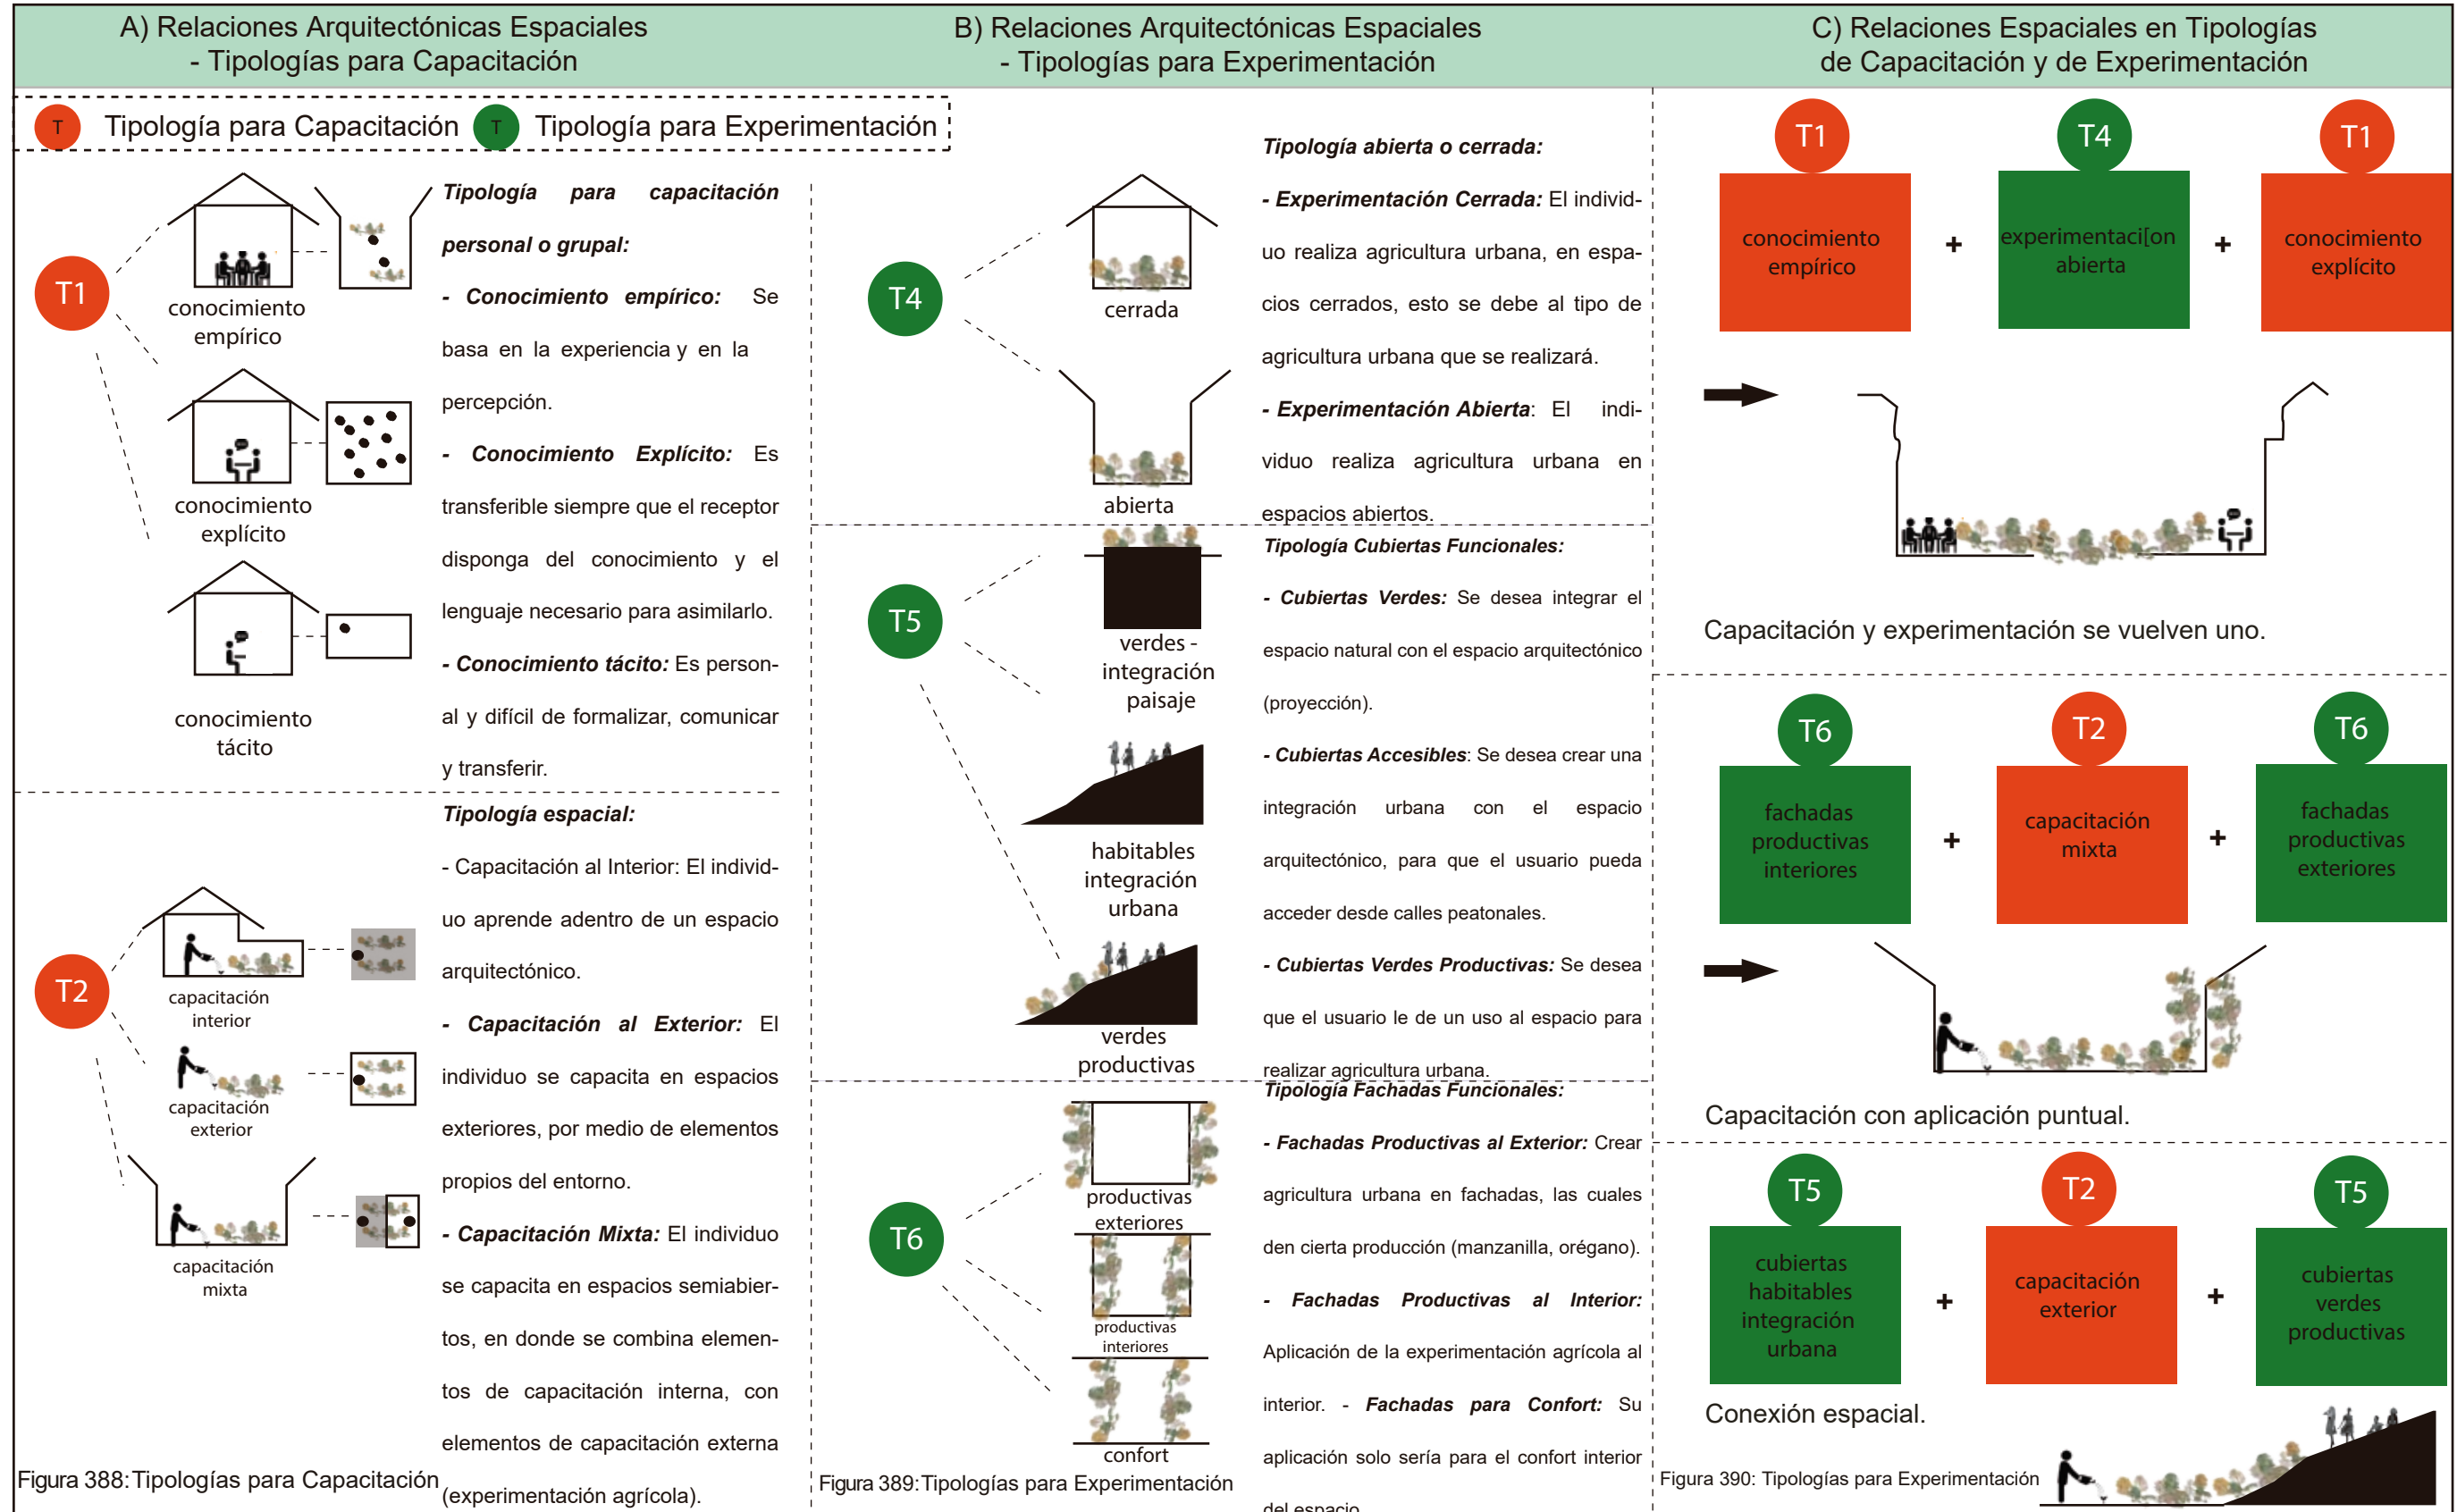 A) Relaciones Arquitectónicas Espaciales
- Tipologías para Capacitación
B) Relaciones Arquitectónicas Espaciales
- Tipologías para Experimentación
C) Relaciones Espaciales en Tipologías
de Capacitación y de Experimentación
T Tipología para Capacitación T Tipología para Experimentación
T1
conocimiento
empírico
conocimiento
explícito
conocimiento
tácito
Tipología para capacitación
personal o grupal:
- Conocimiento empírico: Se
basa en la experiencia y en la
percepción.
- Conocimiento Explícito: Es
transferible siempre que el receptor
disponga del conocimiento y el
lenguaje necesario para asimilarlo.
- Conocimiento tácito: Es person-
al y difícil de formalizar, comunicar
y transferir.
T2
capacitación
interior
capacitación
exterior
capacitación
mixta
Tipología espacial:
- Capacitación al Interior: El individ-
uo aprende adentro de un espacio
arquitectónico.
- Capacitación al Exterior: El
individuo se capacita en espacios
exteriores, por medio de elementos
propios del entorno.
- Capacitación Mixta: El individuo
se capacita en espacios semiabier-
tos, en donde se combina elemen-
tos de capacitación interna, con
elementos de capacitación externa
(experimentación agrícola).
Figura 388: Tipologías para Capacitación
T4
cerrada
abierta
Tipología abierta o cerrada:
- Experimentación Cerrada: El individ-
uo realiza agricultura urbana, en espa-
cios cerrados, esto se debe al tipo de
agricultura urbana que se realizará.
- Experimentación Abierta: El indi-
viduo realiza agricultura urbana en
espacios abiertos.
T5
verdes -
integración
paisaje
habitables
integración
urbana
verdes
productivas
Tipología Cubiertas Funcionales:
- Cubiertas Verdes: Se desea integrar el
espacio natural con el espacio arquitectónico
(proyección).
- Cubiertas Accesibles: Se desea crear una
integración urbana con el espacio
arquitectónico, para que el usuario pueda
acceder desde calles peatonales.
- Cubiertas Verdes Productivas: Se desea
que el usuario le de un uso al espacio para
realizar agricultura urbana.
T6
productivas
exteriores
productivas
interiores
confort
Tipología Fachadas Funcionales:
- Fachadas Productivas al Exterior: Crear
agricultura urbana en fachadas, las cuales
den cierta producción (manzanilla, orégano).
- Fachadas Productivas al Interior:
Aplicación de la experimentación agrícola al
interior. - Fachadas para Confort: Su
aplicación solo sería para el confort interior
del espacio
Figura 389: Tipologías para Experimentación
T1
conocimiento
empírico
+
T4
experimentaci[on
abierta
+
T1
conocimiento
explícito
Capacitación y experimentación se vuelven uno.
T6
fachadas
productivas
interiores
+
T2
capacitación
mixta
+
T6
fachadas
productivas
exteriores
Capacitación con aplicación puntual.
T5
cubiertas
habitables
integración
urbana
+
T2
capacitación
exterior
+
T5
cubiertas
verdes
productivas
Conexión espacial.
Figura 390: Tipologías para Experimentación